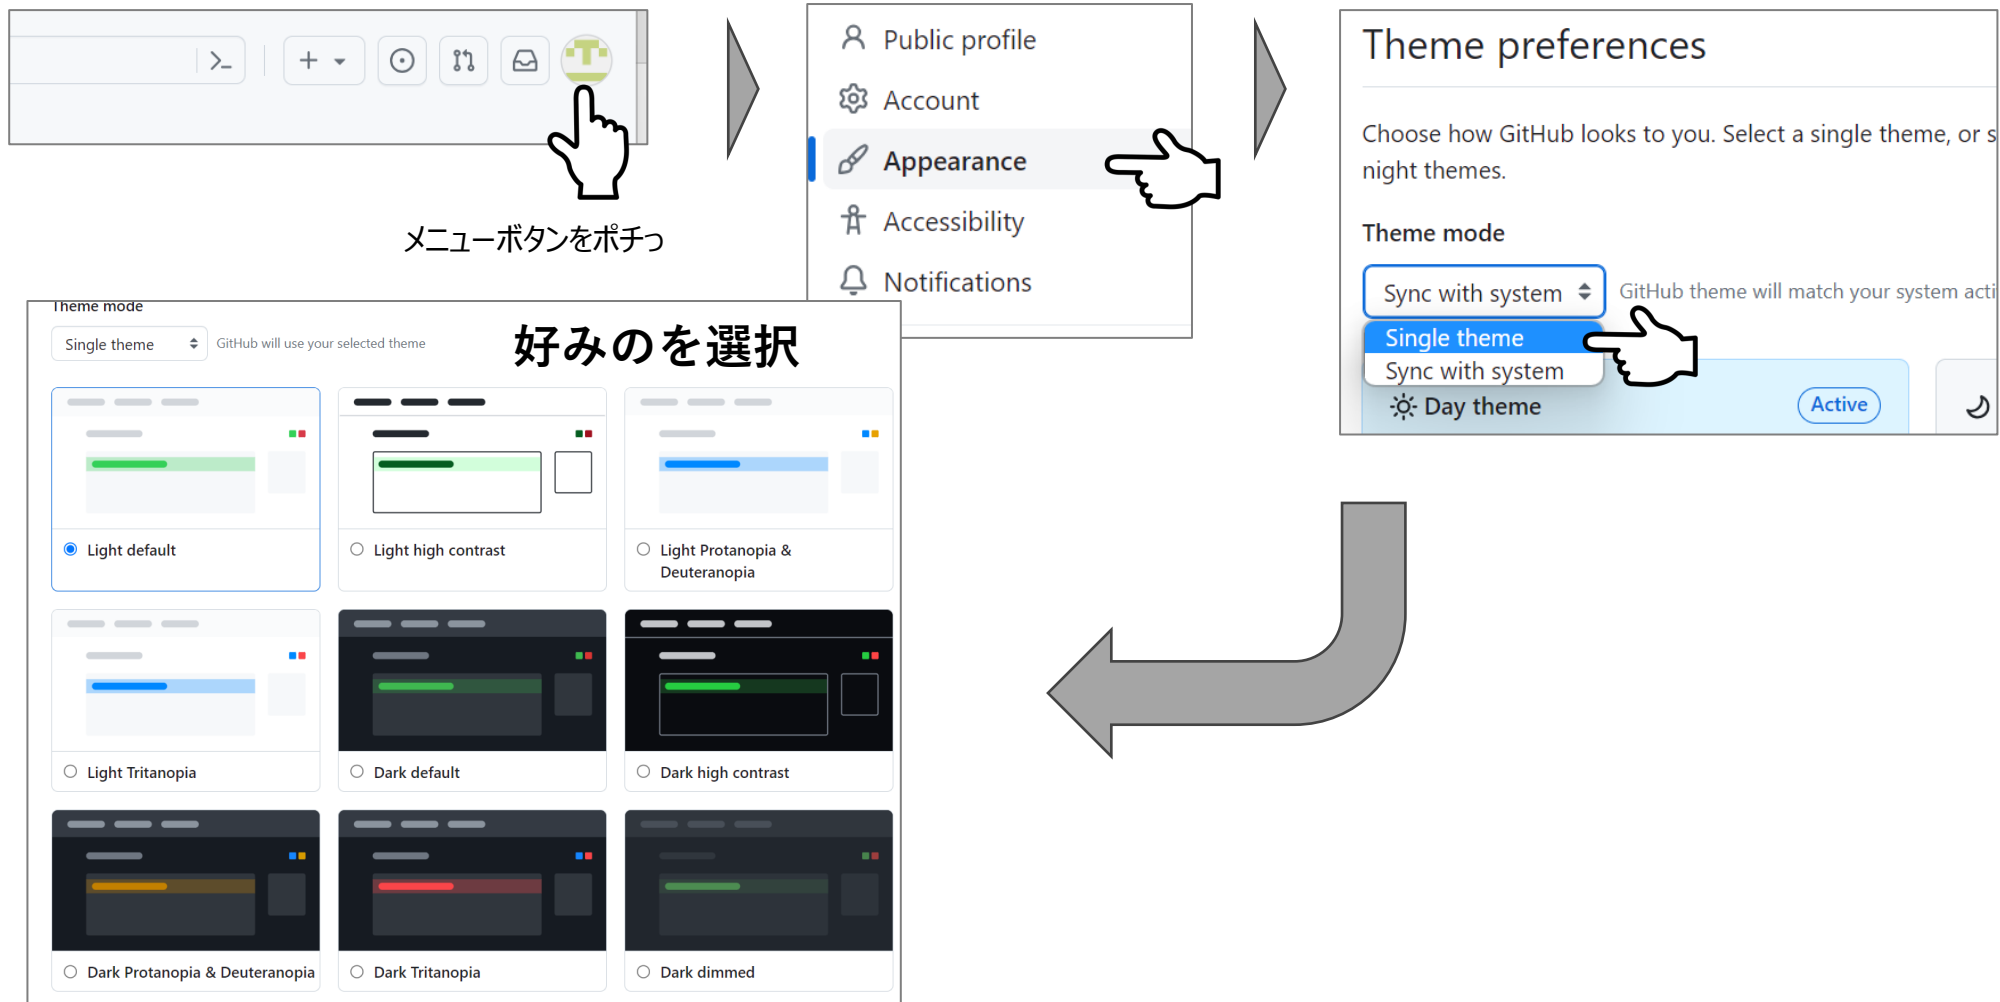 メニューボタンをポチっ
Public profile
Account
Appearance
Accessibility
Notifications
Theme preferences
Choose how GitHub looks to you. Select a single theme, or s
night themes.
Theme mode
Sync with system
GitHub theme will match your system acti
Single theme
Sync with system
Day theme
Active
Theme mode
Single theme
GitHub will use your selected theme
好みのを選択
Light default
Light high contrast
Light Protanopia &
Deuteranopia
Light Tritanopia
Dark default
Dark high contrast
Dark Protanopia & Deuteranopia
Dark Tritanopia
Dark dimmed